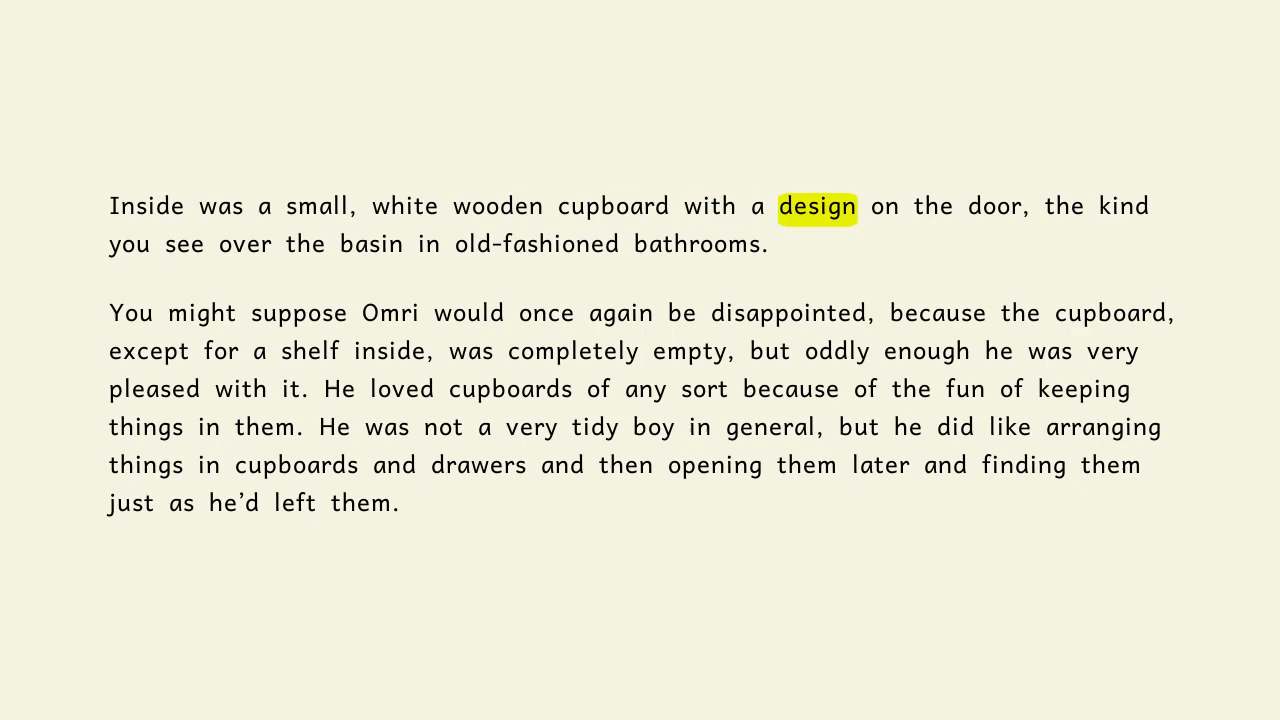 Inside was a small, white wooden cupboard with a design on the door, the kind
you see over the basin in old-fashioned bathrooms.
You might suppose Omri would once again be disappointed, because the cupboard,
except for a shelf inside, was completely empty, but oddly enough he was very
pleased with it. He loved cupboards of any sort because of the fun of keeping
things in them. He was not a very tidy boy in general, but he did like arranging
things in cupboards and drawers and then opening them later and finding them
just as he’d left them.